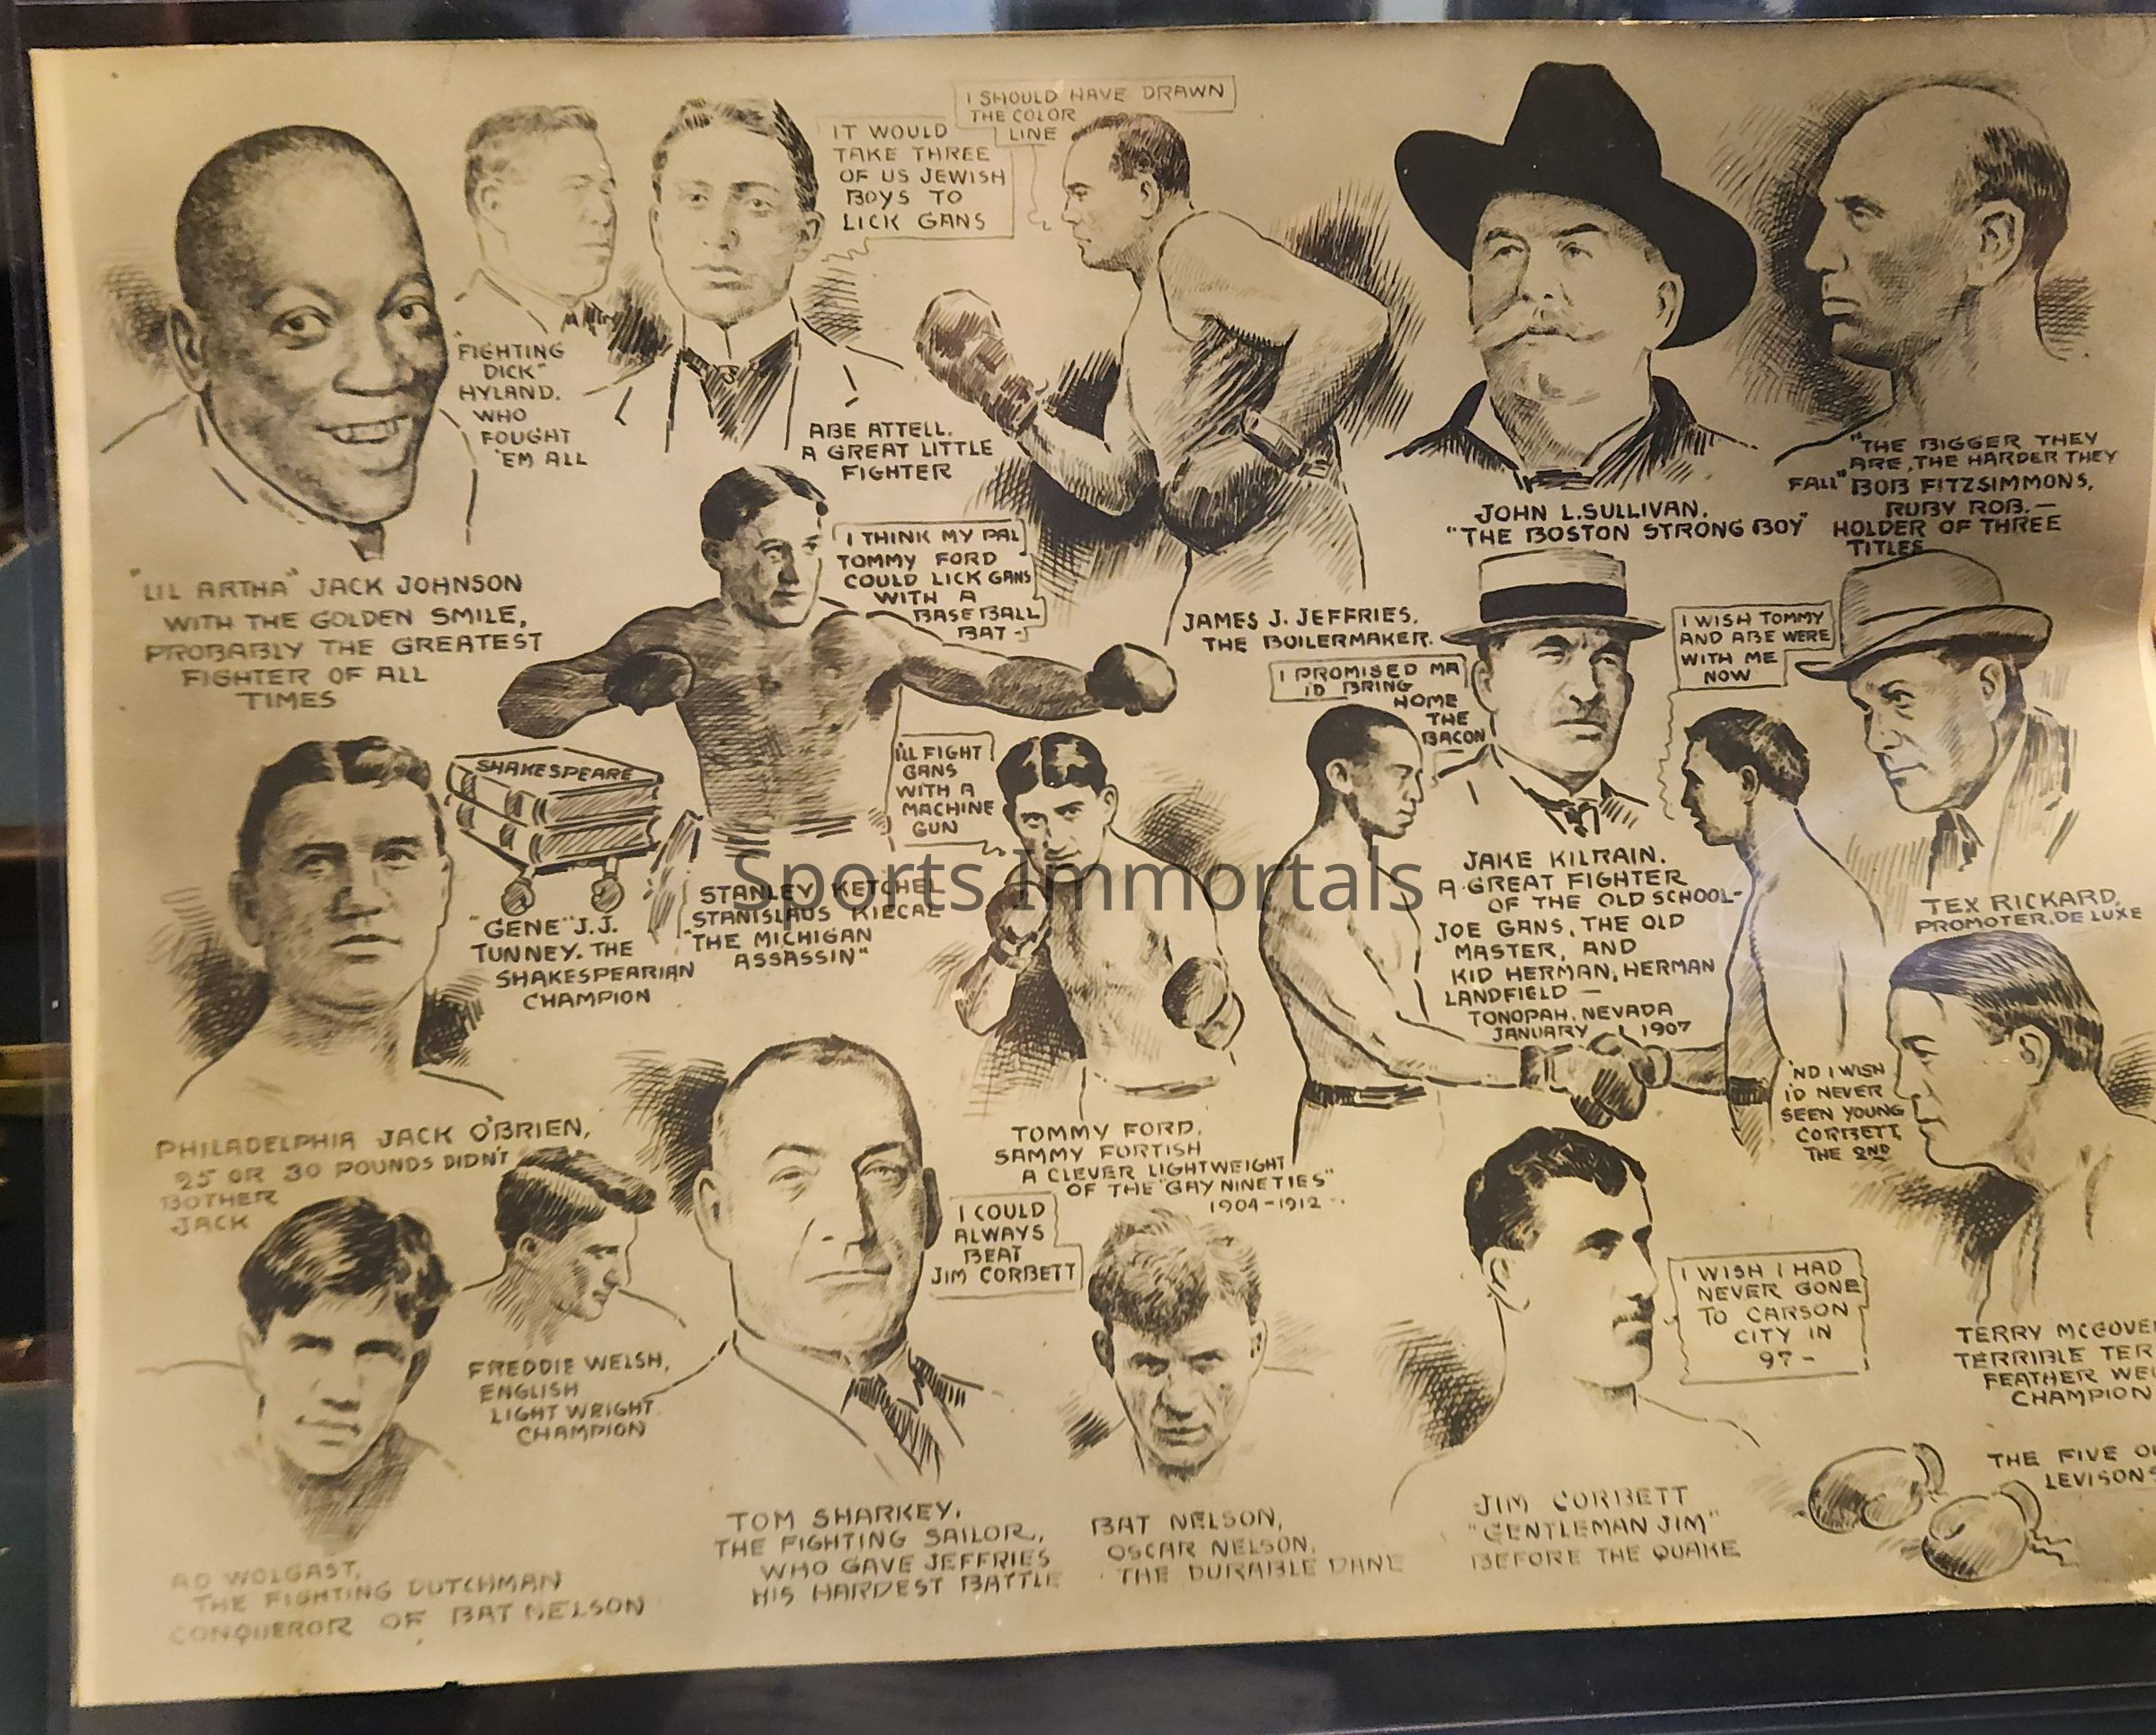 I SHOULD HAVE DRAWN
THE COLOR
LINE
IT WOULD
TAKE THREE
OF US JEWISH
BOYS TO
LICK GANS
"FIGHTING
DICK"
HYLAND.
WHO
FOUGHT
'EM ALL
ABE ATTELL.
A GREAT LITTLE
FIGHTER
JOHN L. SULLIVAN.
"THE BOSTON STRONG BOY"
"THE BIGGER THEY
ARE, THE HARDER THEY
FALL" BOB FITZSIMMONS,
RUBY ROB. —
HOLDER OF THREE
TITLES
"LIL ARTHA" JACK JOHNSON
WITH THE GOLDEN SMILE,
PROBABLY THE GREATEST
FIGHTER OF ALL
TIMES
I THINK MY PAL
TOMMY FORD
COULD LICK GANS
WITH A
BASEBALL
BAT -
JAMES J. JEFFRIES.
THE BOILERMAKER.
I PROMISED MA
I'D BRING
HOME
THE
BACON
I WISH TOMMY
AND ABE WERE
WITH ME
NOW
SHAKESPEARE
I'LL FIGHT
GANS
WITH A
MACHINE
GUN
"GENE" J.J.
TUNNEY. THE
SHAKESPEARIAN
CHAMPION
STANLEY KETCHEL
STANISLAUS KIECAL
"THE MICHIGAN
ASSASSIN"
Sports Immortals
JAKE KILRAIN.
A GREAT FIGHTER
OF THE OLD SCHOOL-
JOE GANS, THE OLD
MASTER, AND
KID HERMAN, HERMAN
LANDFIELD —
TONOPAH, NEVADA
JANUARY 1 1907
TEX RICKARD,
PROMOTER, DE LUXE
'ND I WISH
I'D NEVER
SEEN YOUNG
CORBETT,
THE 2ND
PHILADELPHIA JACK O'BRIEN,
25 OR 30 POUNDS DIDN'T
BOTHER
JACK
TOMMY FORD,
SAMMY FORTISH
A CLEVER LIGHTWEIGHT
OF THE "GAY NINETIES"
1904-1912
I COULD
ALWAYS
BEAT
JIM CORBETT
I WISH I HAD
NEVER GONE
TO CARSON
CITY IN
97 -
FREDDIE WELSH,
ENGLISH
LIGHT WRIGHT
CHAMPION
TERRY MCGOVE
TERRIBLE TER
FEATHER WEI
CHAMPION
AD WOLGAST,
THE FIGHTING DUTCHMAN
CONQUEROR OF BAT NELSON
TOM SHARKEY,
THE FIGHTING SAILOR,
WHO GAVE JEFFRIES
HIS HARDEST BATTLE
BAT NELSON,
OSCAR NELSON,
THE DURABLE DANE
JIM CORBETT
"GENTLEMAN JIM"
BEFORE THE QUAKE
THE FIVE O
LEVISONS